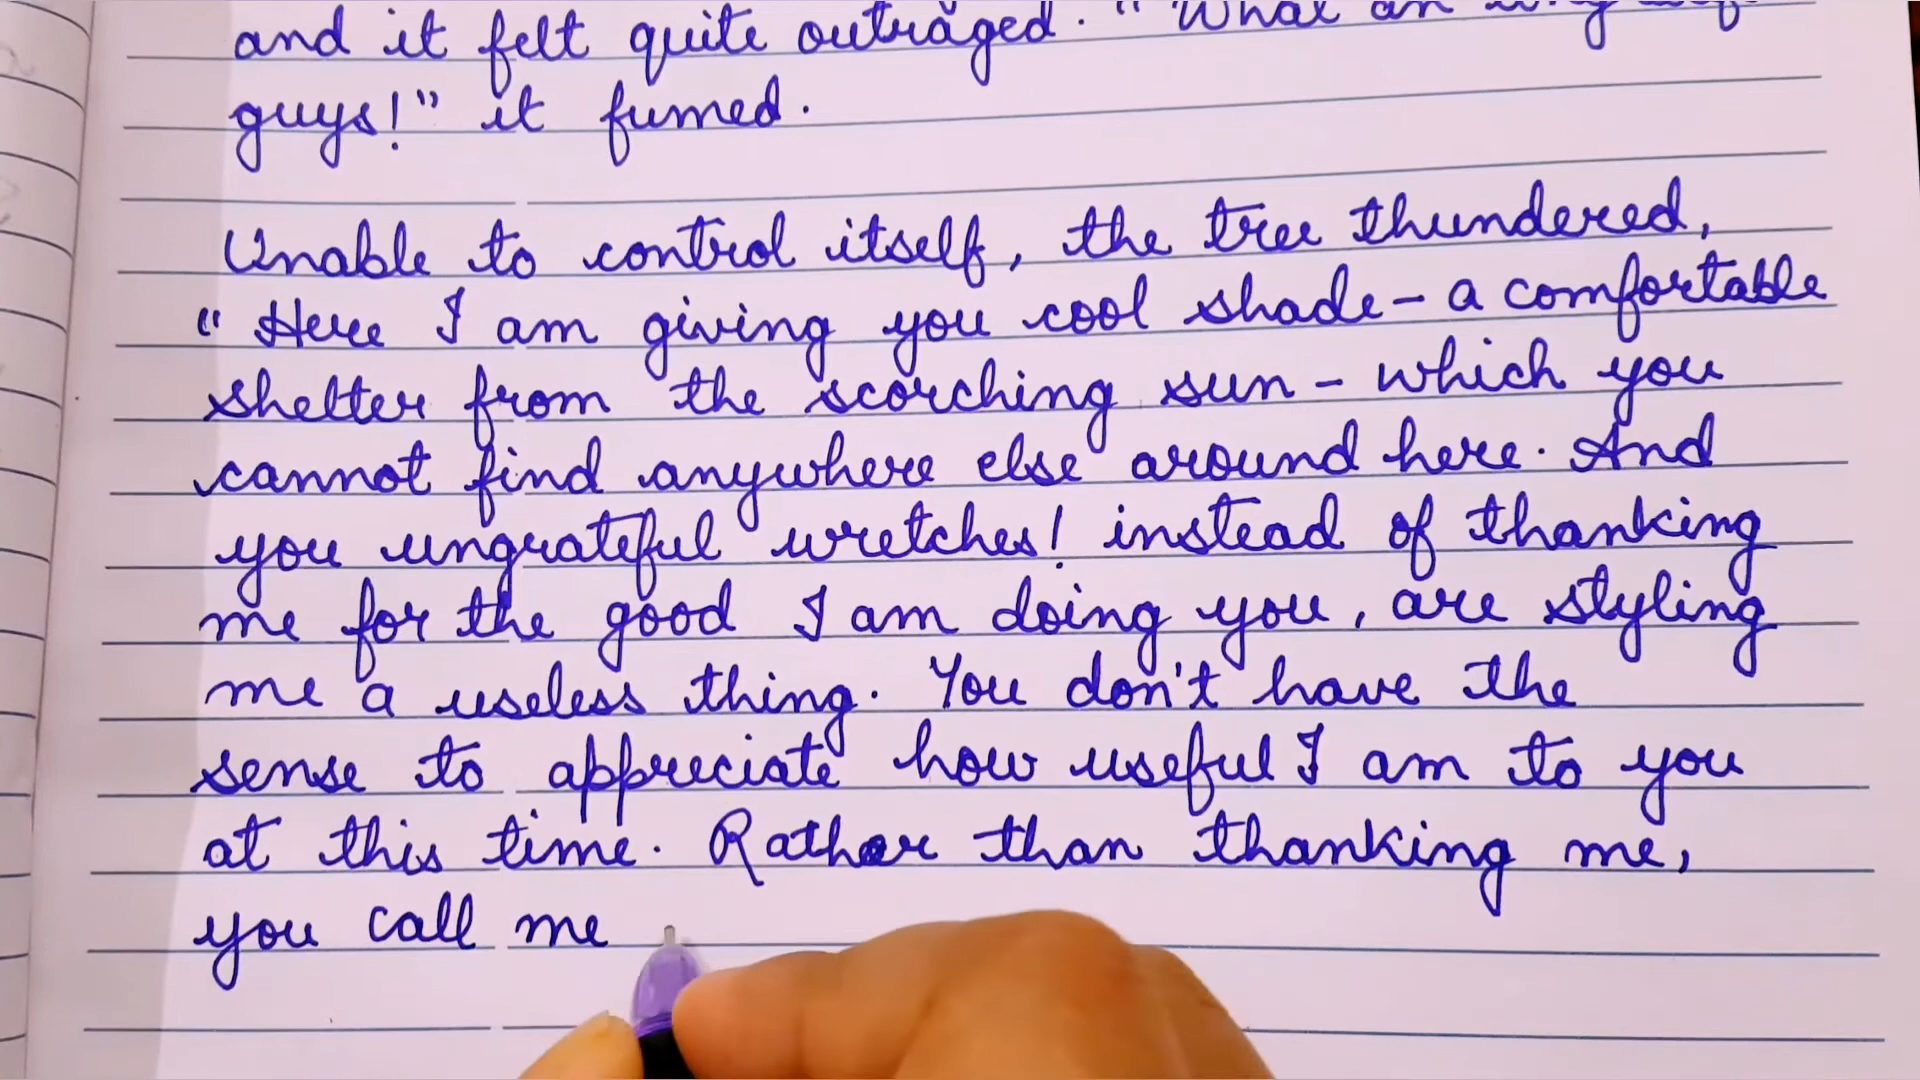 and it felt quite outraged. "What an
guys!" it fumed.
Unable to control itself, the tree thundered,
"Here I am giving you cool shade - a comfortable
shelter from the scorching sun - which you
cannot find anywhere else around here. And
you ungrateful wretches! instead of thanking
me for the good I am doing you, are styling
me a useless thing. You don't have the
sense to appreciate how useful I am to you
at this time. Rather than thanking me,
you call me